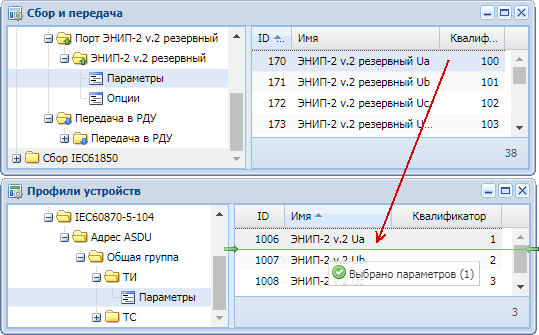 Сбор и передача
Порт ЭНИП-2 v.2 резервный
ЭНИП-2 v.2 резервный
Параметры
Опции
Передача в РДУ
Передача в РДУ
Сбор IEC61850
ID Имя Квалиф...
170 ЭНИП-2 v.2 резервный Ua 100
171 ЭНИП-2 v.2 резервный Ub 101
172 ЭНИП-2 v.2 резервный Uc 102
173 ЭНИП-2 v.2 резервный U... 103
38
Профили устройств
IEC60870-5-104
Адрес ASDU
Общая группа
ТИ
Параметры
ТС
ID Имя Квалификатор
1006 ЭНИП-2 v.2 Ua 1
1007 ЭНИП-2 v.2 Ub 2
1008 ЭНИП-2 v.2 Uc 3
Выбрано параметров (1)
3